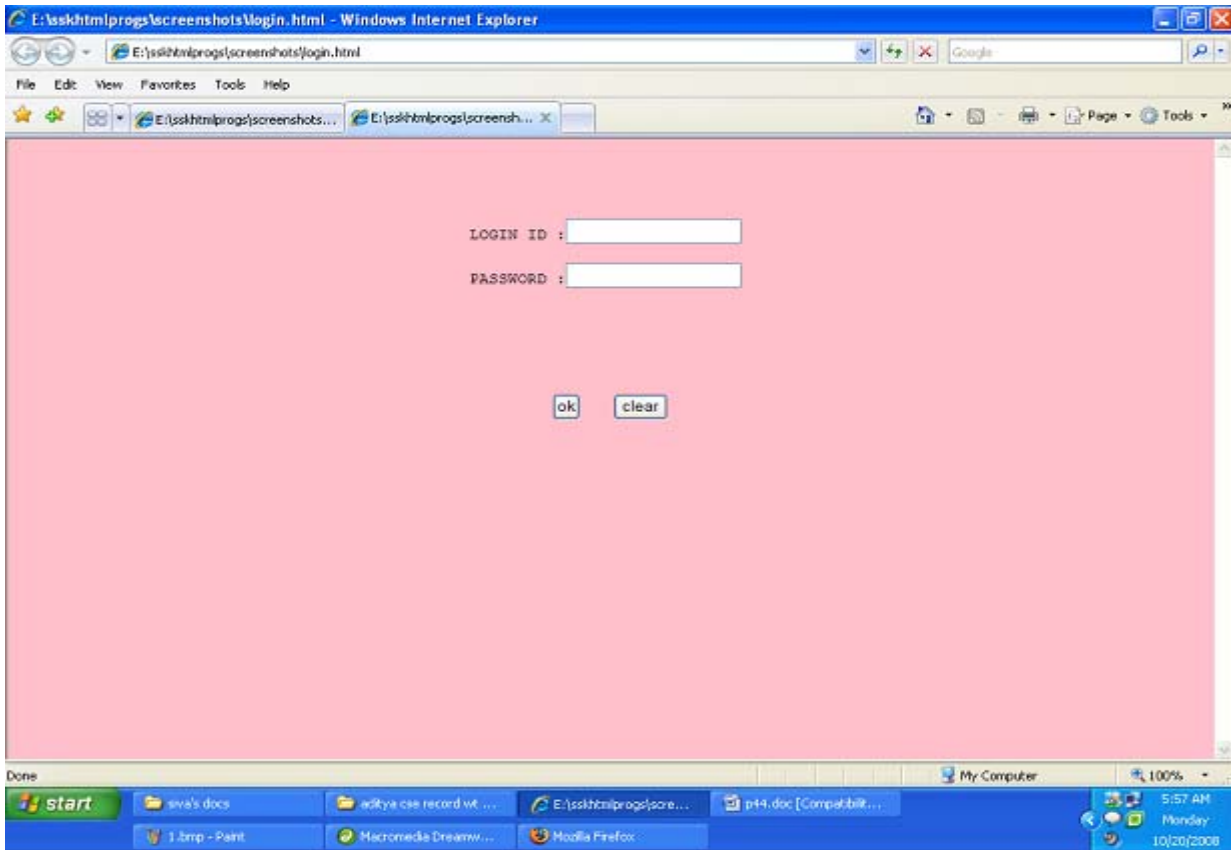 E:\sskhtmlprogs\screenshots\login.html - Windows Internet Explorer
E:\sskhtmlprogs\screenshots\login.html
Google
File Edit View Favorites Tools Help
E:\sskhtmlprogs\screenshots... E:\sskhtmlprogs\screensh... Page Tools
LOGIN ID :
PASSWORD :
ok clear
Done My Computer 100%
start siva's docs aditya cse record wt ... E:\sskhtmlprogs\scre... p44.doc [Compatibilit... 5:57 AM
1.bmp - Paint Macromedia Dreamw... Mozilla Firefox Monday
10/20/2008